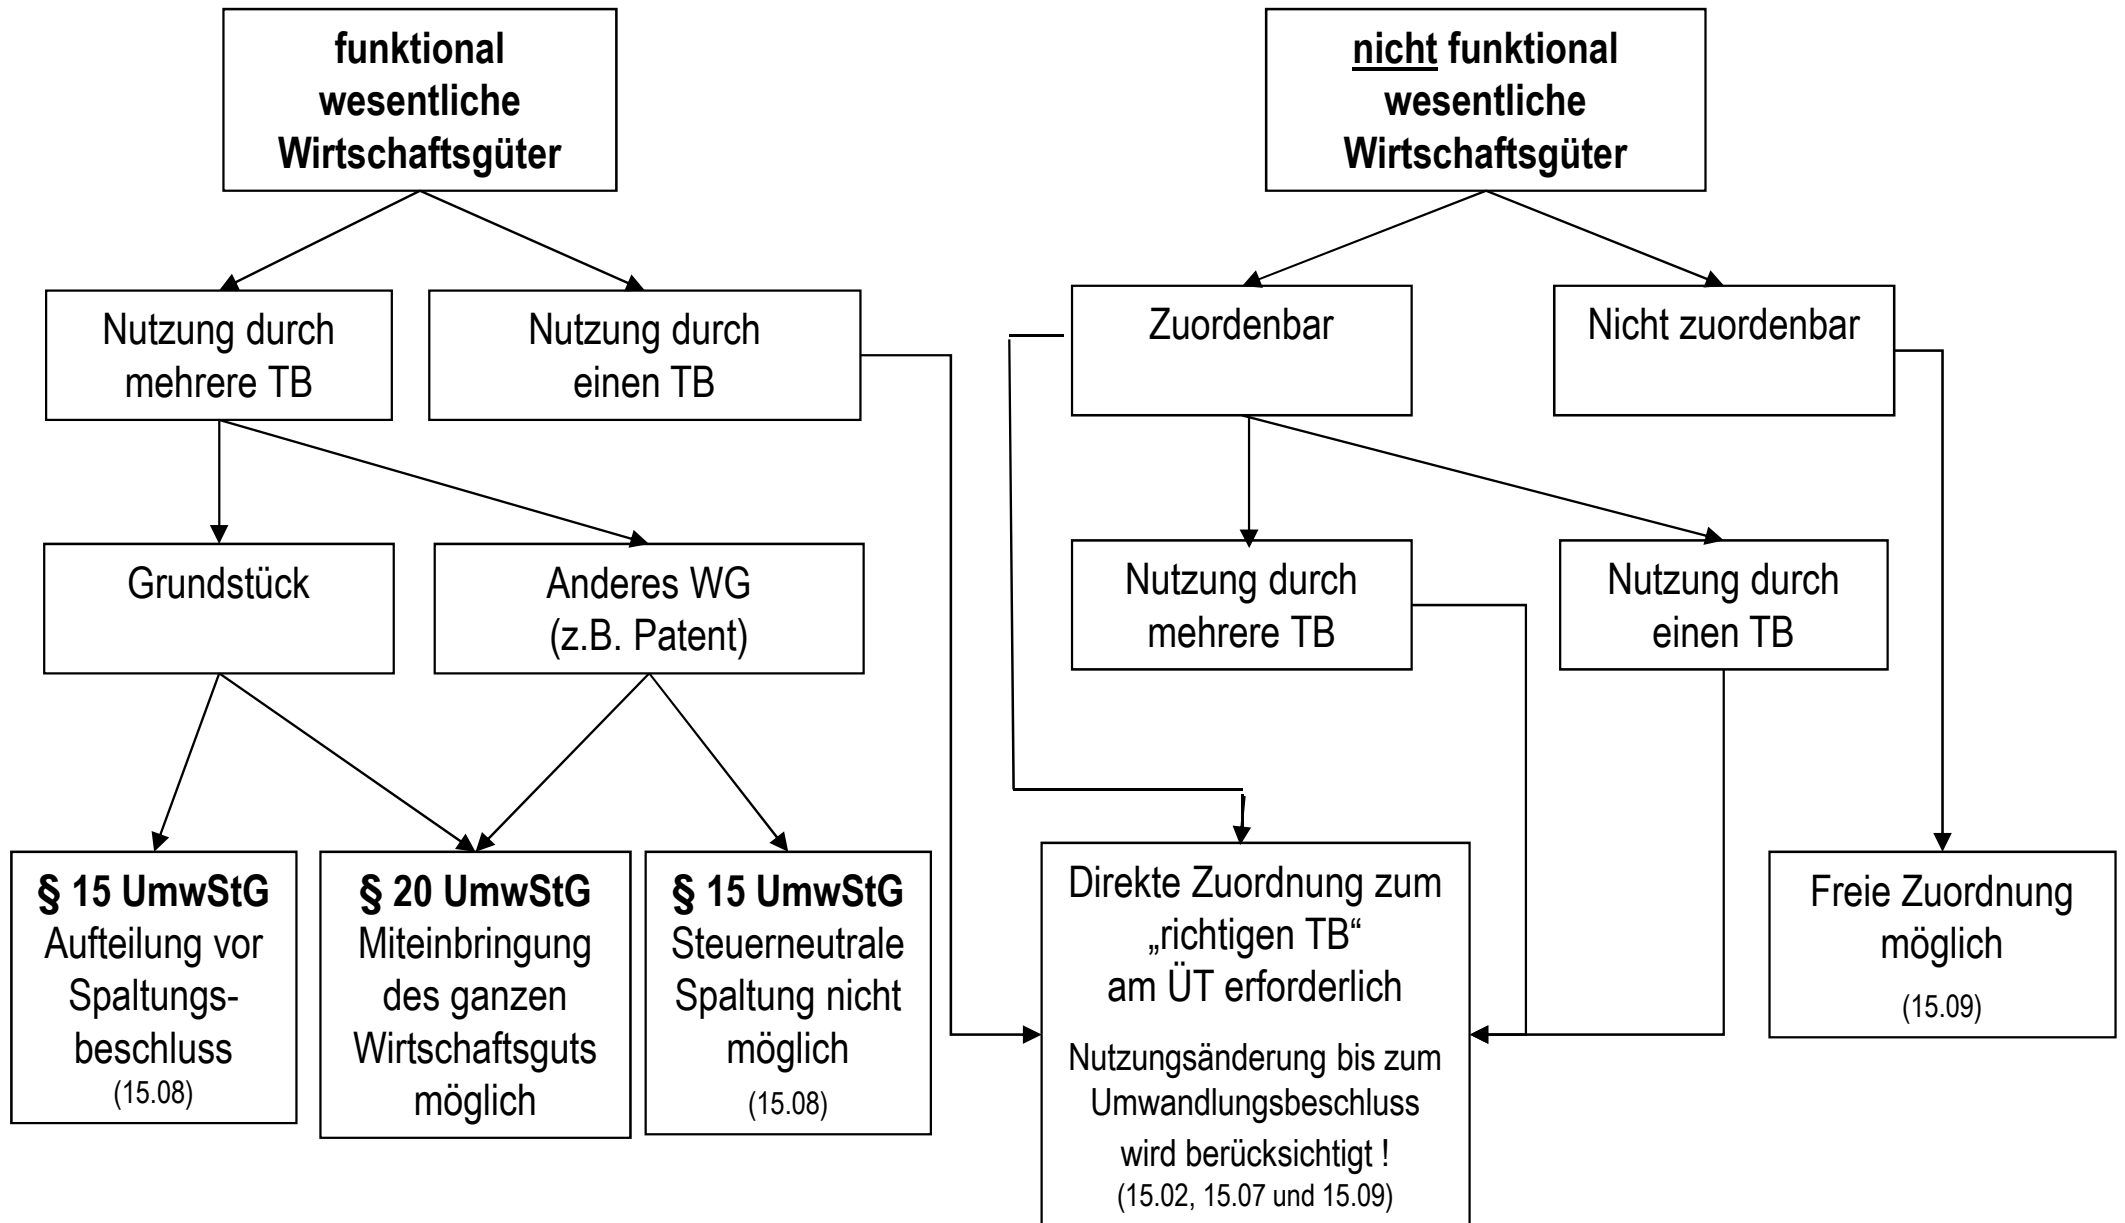 funktional
wesentliche
Wirtschaftsgüter
nicht funktional
wesentliche
Wirtschaftsgüter
Nutzung durch
mehrere TB
Nutzung durch
einen TB
Zuordenbar
Nicht zuordenbar
Grundstück
Anderes WG
(z.B. Patent)
Nutzung durch
mehrere TB
Nutzung durch
einen TB
§ 15 UmwStG
Aufteilung vor
Spaltungs-
beschluss
(15.08)
§ 20 UmwStG
Miteinbringung
des ganzen
Wirtschaftsguts
möglich
§ 15 UmwStG
Steuerneutrale
Spaltung nicht
möglich
(15.08)
Direkte Zuordnung zum
„richtigen TB“
am ÜT erforderlich
Nutzungsänderung bis zum
Umwandlungsbeschluss
wird berücksichtigt !
(15.02, 15.07 und 15.09)
Freie Zuordnung
möglich
(15.09)